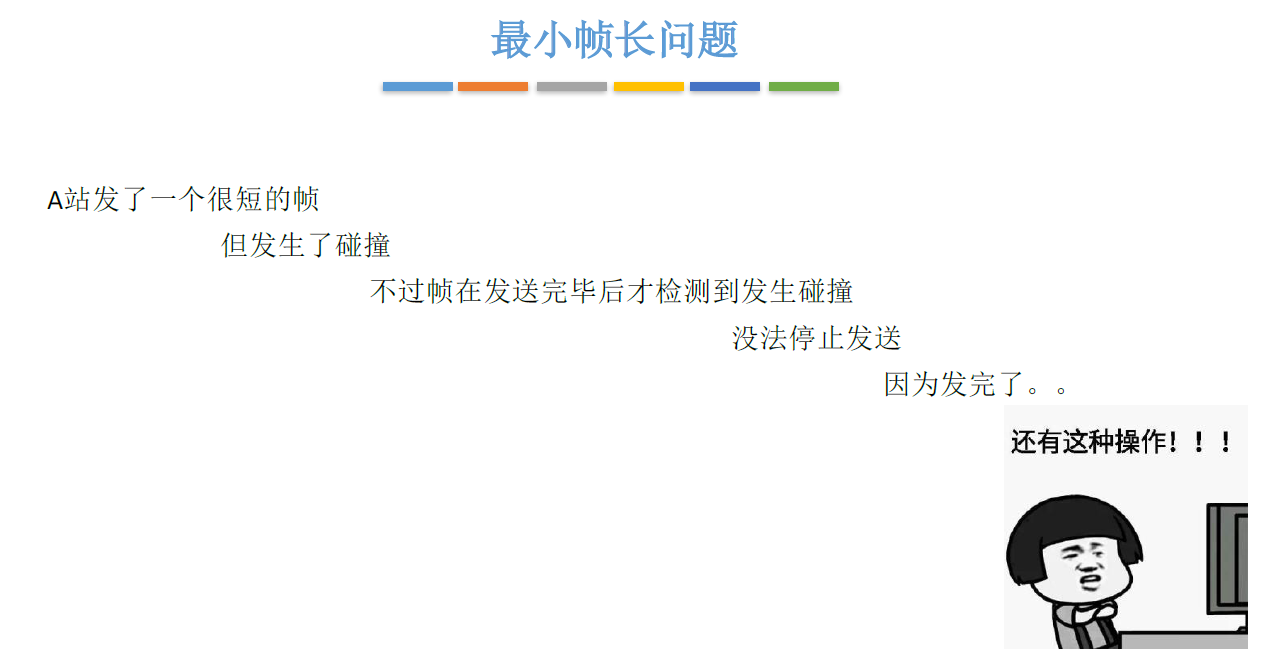 最小帧长问题
A站发了一个很短的帧
但发生了碰撞
不过帧在发送完毕后才检测到发生碰撞
没法停止发送
因为发完了。。
还有这种操作！！！